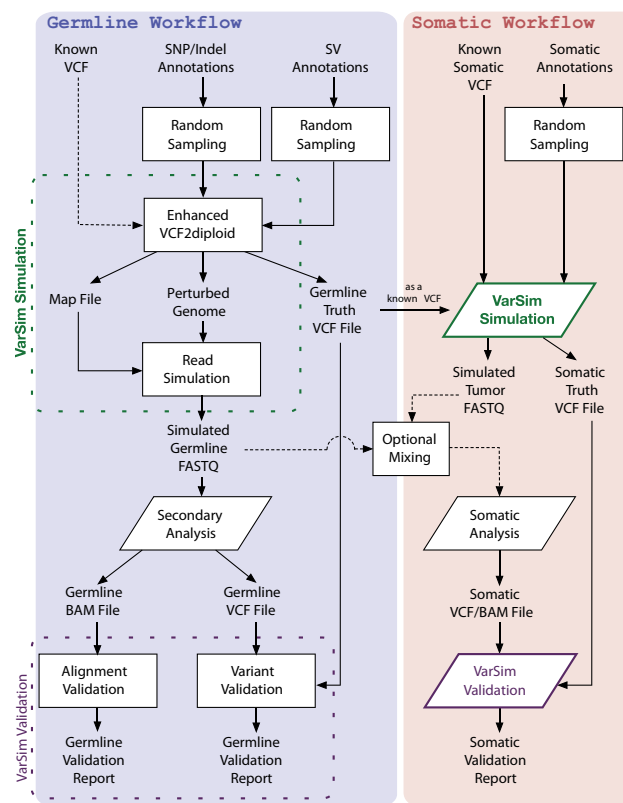 Germline Workflow
Somatic Workflow
Known
VCF
SNP/Indel
Annotations
SV
Annotations
Known
Somatic
VCF
Somatic
Annotations
Random
Sampling
Random
Sampling
Random
Sampling
VarSim Simulation
Enhanced
VCF2diploid
Map File
Perturbed
Genome
Germline
Truth
VCF File
as a
known VCF
VarSim
Simulation
Read
Simulation
Simulated
Tumor
FASTQ
Somatic
Truth
VCF File
Simulated
Germline
FASTQ
Optional
Mixing
Secondary
Analysis
Somatic
Analysis
Germline
BAM File
Germline
VCF File
Somatic
VCF/BAM File
VarSim Validation
Alignment
Validation
Variant
Validation
VarSim
Validation
Germline
Validation
Report
Germline
Validation
Report
Somatic
Validation
Report